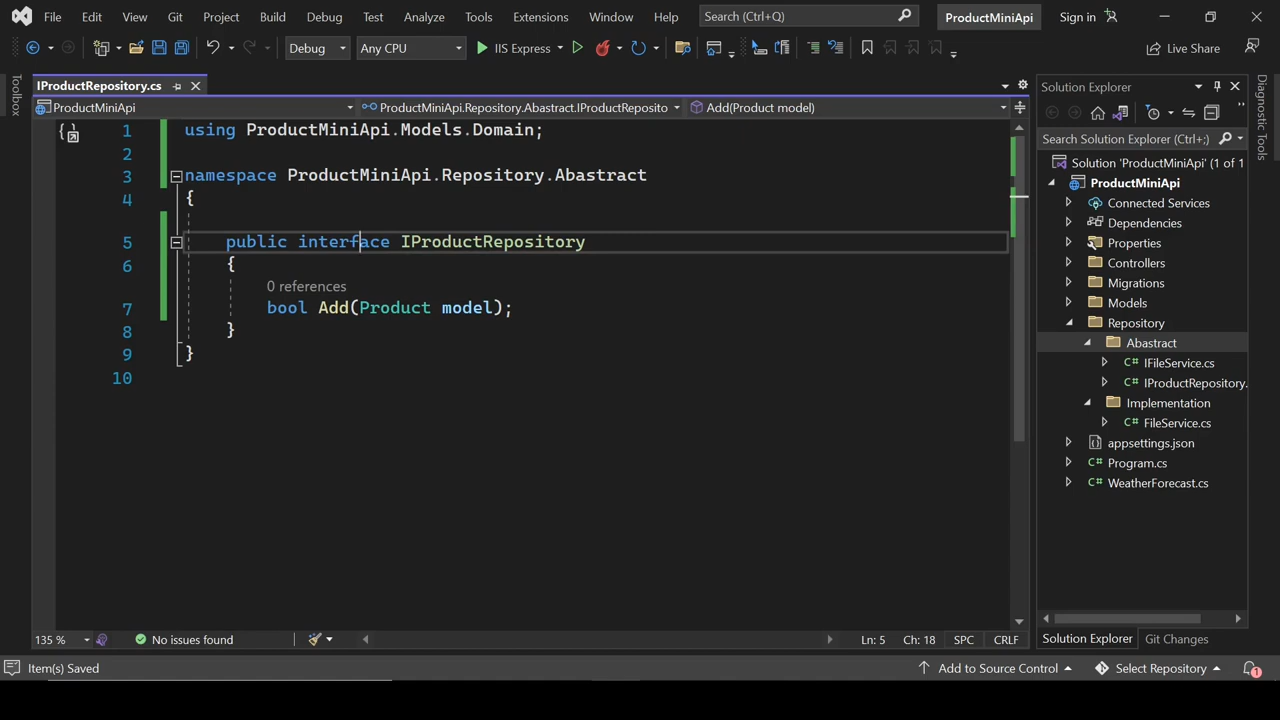 File Edit View Git Project Build Debug Test Analyze Tools Extensions Window Help Search (Ctrl+Q) ProductMiniApi Sign in
Debug Any CPU IIS Express Live Share
IProductRepository.cs
ProductMiniApi ProductMiniApi.Repository.Abastract.IProductReposito Add(Product model)
1 using ProductMiniApi.Models.Domain;
2
3 namespace ProductMiniApi.Repository.Abastract
4 {
5 public interface IProductRepository
6 {
0 references
7 bool Add(Product model);
8 }
9 }
10
135 % No issues found Ln: 5 Ch: 18 SPC CRLF
Toolbox
Solution Explorer
Search Solution Explorer (Ctrl+;)
Solution 'ProductMiniApi' (1 of 1
ProductMiniApi
Connected Services
Dependencies
Properties
Controllers
Migrations
Models
Repository
Abastract
C# IFileService.cs
C# IProductRepository.
Implementation
C# FileService.cs
appsettings.json
C# Program.cs
C# WeatherForecast.cs
Solution Explorer Git Changes
Diagnostic Tools
Item(s) Saved Add to Source Control Select Repository 1